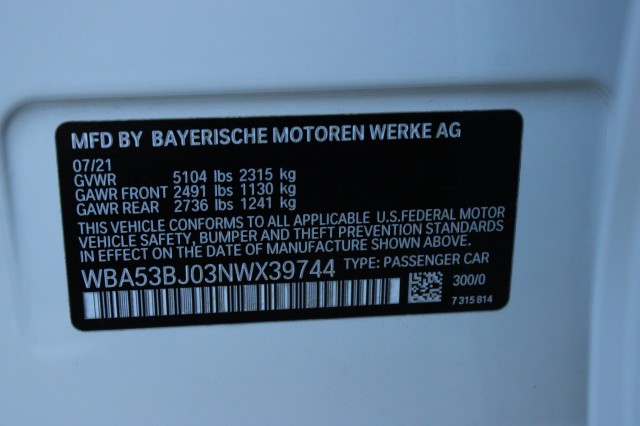 MFD BY BAYERISCHE MOTOREN WERKE AG
07/21
GVWR 5104 lbs 2315 kg
GAWR FRONT 2491 lbs 1130 kg
GAWR REAR 2736 lbs 1241 kg
THIS VEHICLE CONFORMS TO ALL APPLICABLE U.S.FEDERAL MOTOR
VEHICLE SAFETY, BUMPER AND THEFT PREVENTION STANDARDS
IN EFFECT ON THE DATE OF MANUFACTURE SHOWN ABOVE.
WBA53BJ03NWX39744 TYPE: PASSENGER CAR
300/0
7 315 814